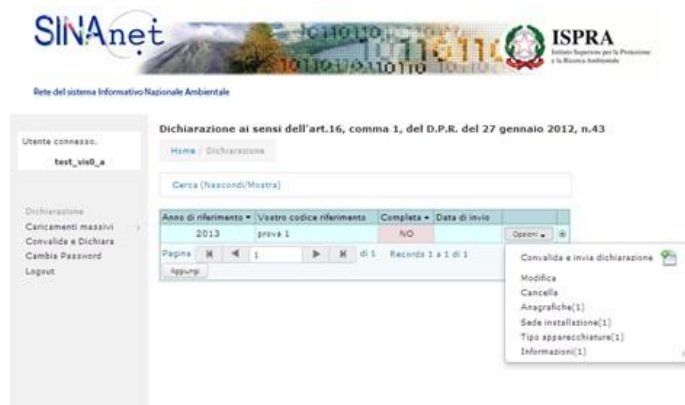 SINAnet
ISPRA
Istituto Superiore per la Protezione
e la Ricerca Ambientale
Rete del sistema Informativo Nazionale Ambientale
Dichiarazione ai sensi dell'art.16, comma 1, del D.P.R. del 27 gennaio 2012, n.43
Utente connesso.
test_vis0_a
Home / Dichiarazione
Cerca (Nascondi/Mostra)
Dichiarazione
Caricamenti massivi
Convalida e Dichiara
Cambia Password
Logout
Anno di riferimento Vostro codice riferimento Completa Data di invio
2013 prova 1 NO Opzioni
Pagina 1 di 1 Records 1 a 1 di 1
Aggiungi
Convalida e invia dichiarazione
Modifica
Cancella
Anagrafiche(1)
Sede installazione(1)
Tipo apparecchiature(1)
Informazioni(1)